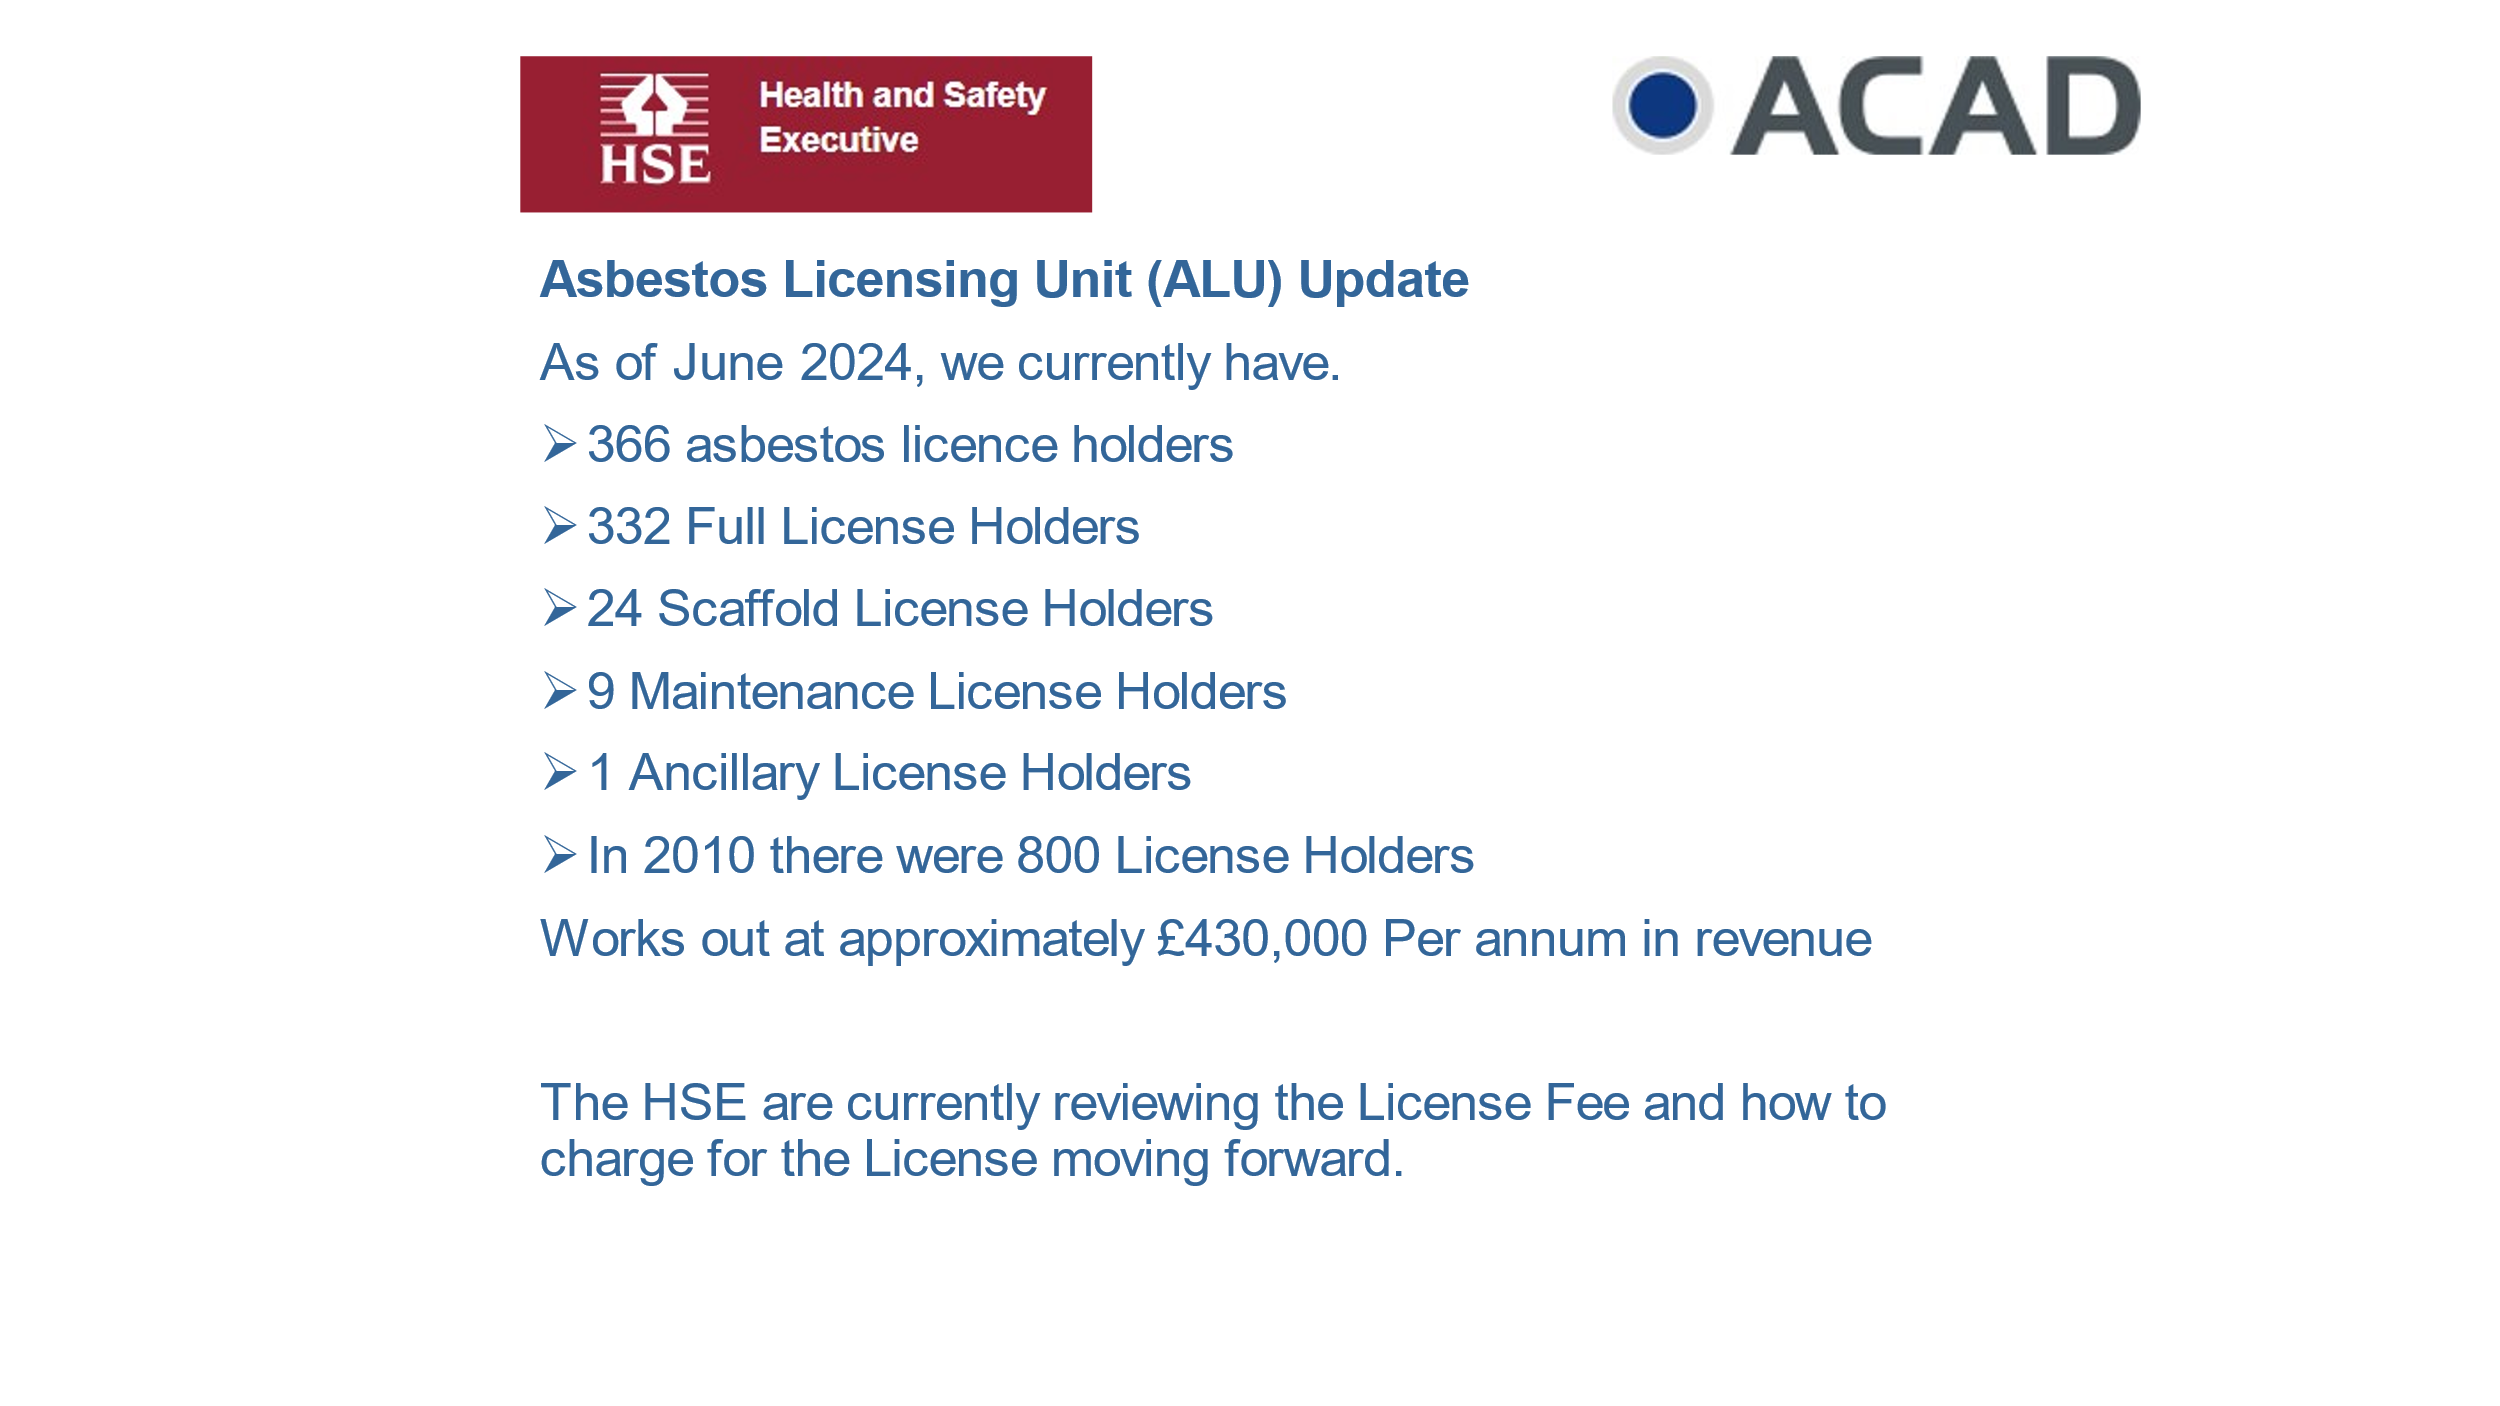 HSE
Health and Safety
Executive
ACAD
Asbestos Licensing Unit (ALU) Update
As of June 2024, we currently have.
366 asbestos licence holders
332 Full License Holders
24 Scaffold License Holders
9 Maintenance License Holders
1 Ancillary License Holders
In 2010 there were 800 License Holders
Works out at approximately £430,000 Per annum in revenue
The HSE are currently reviewing the License Fee and how to
charge for the License moving forward.